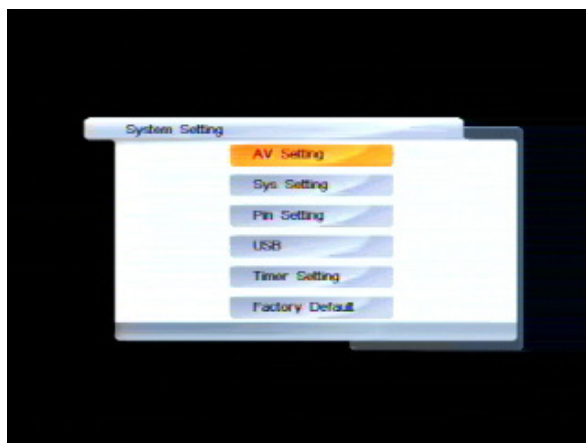 System Setting
AV Setting
Sys Setting
Pin Setting
USB
Timer Setting
Factory Default